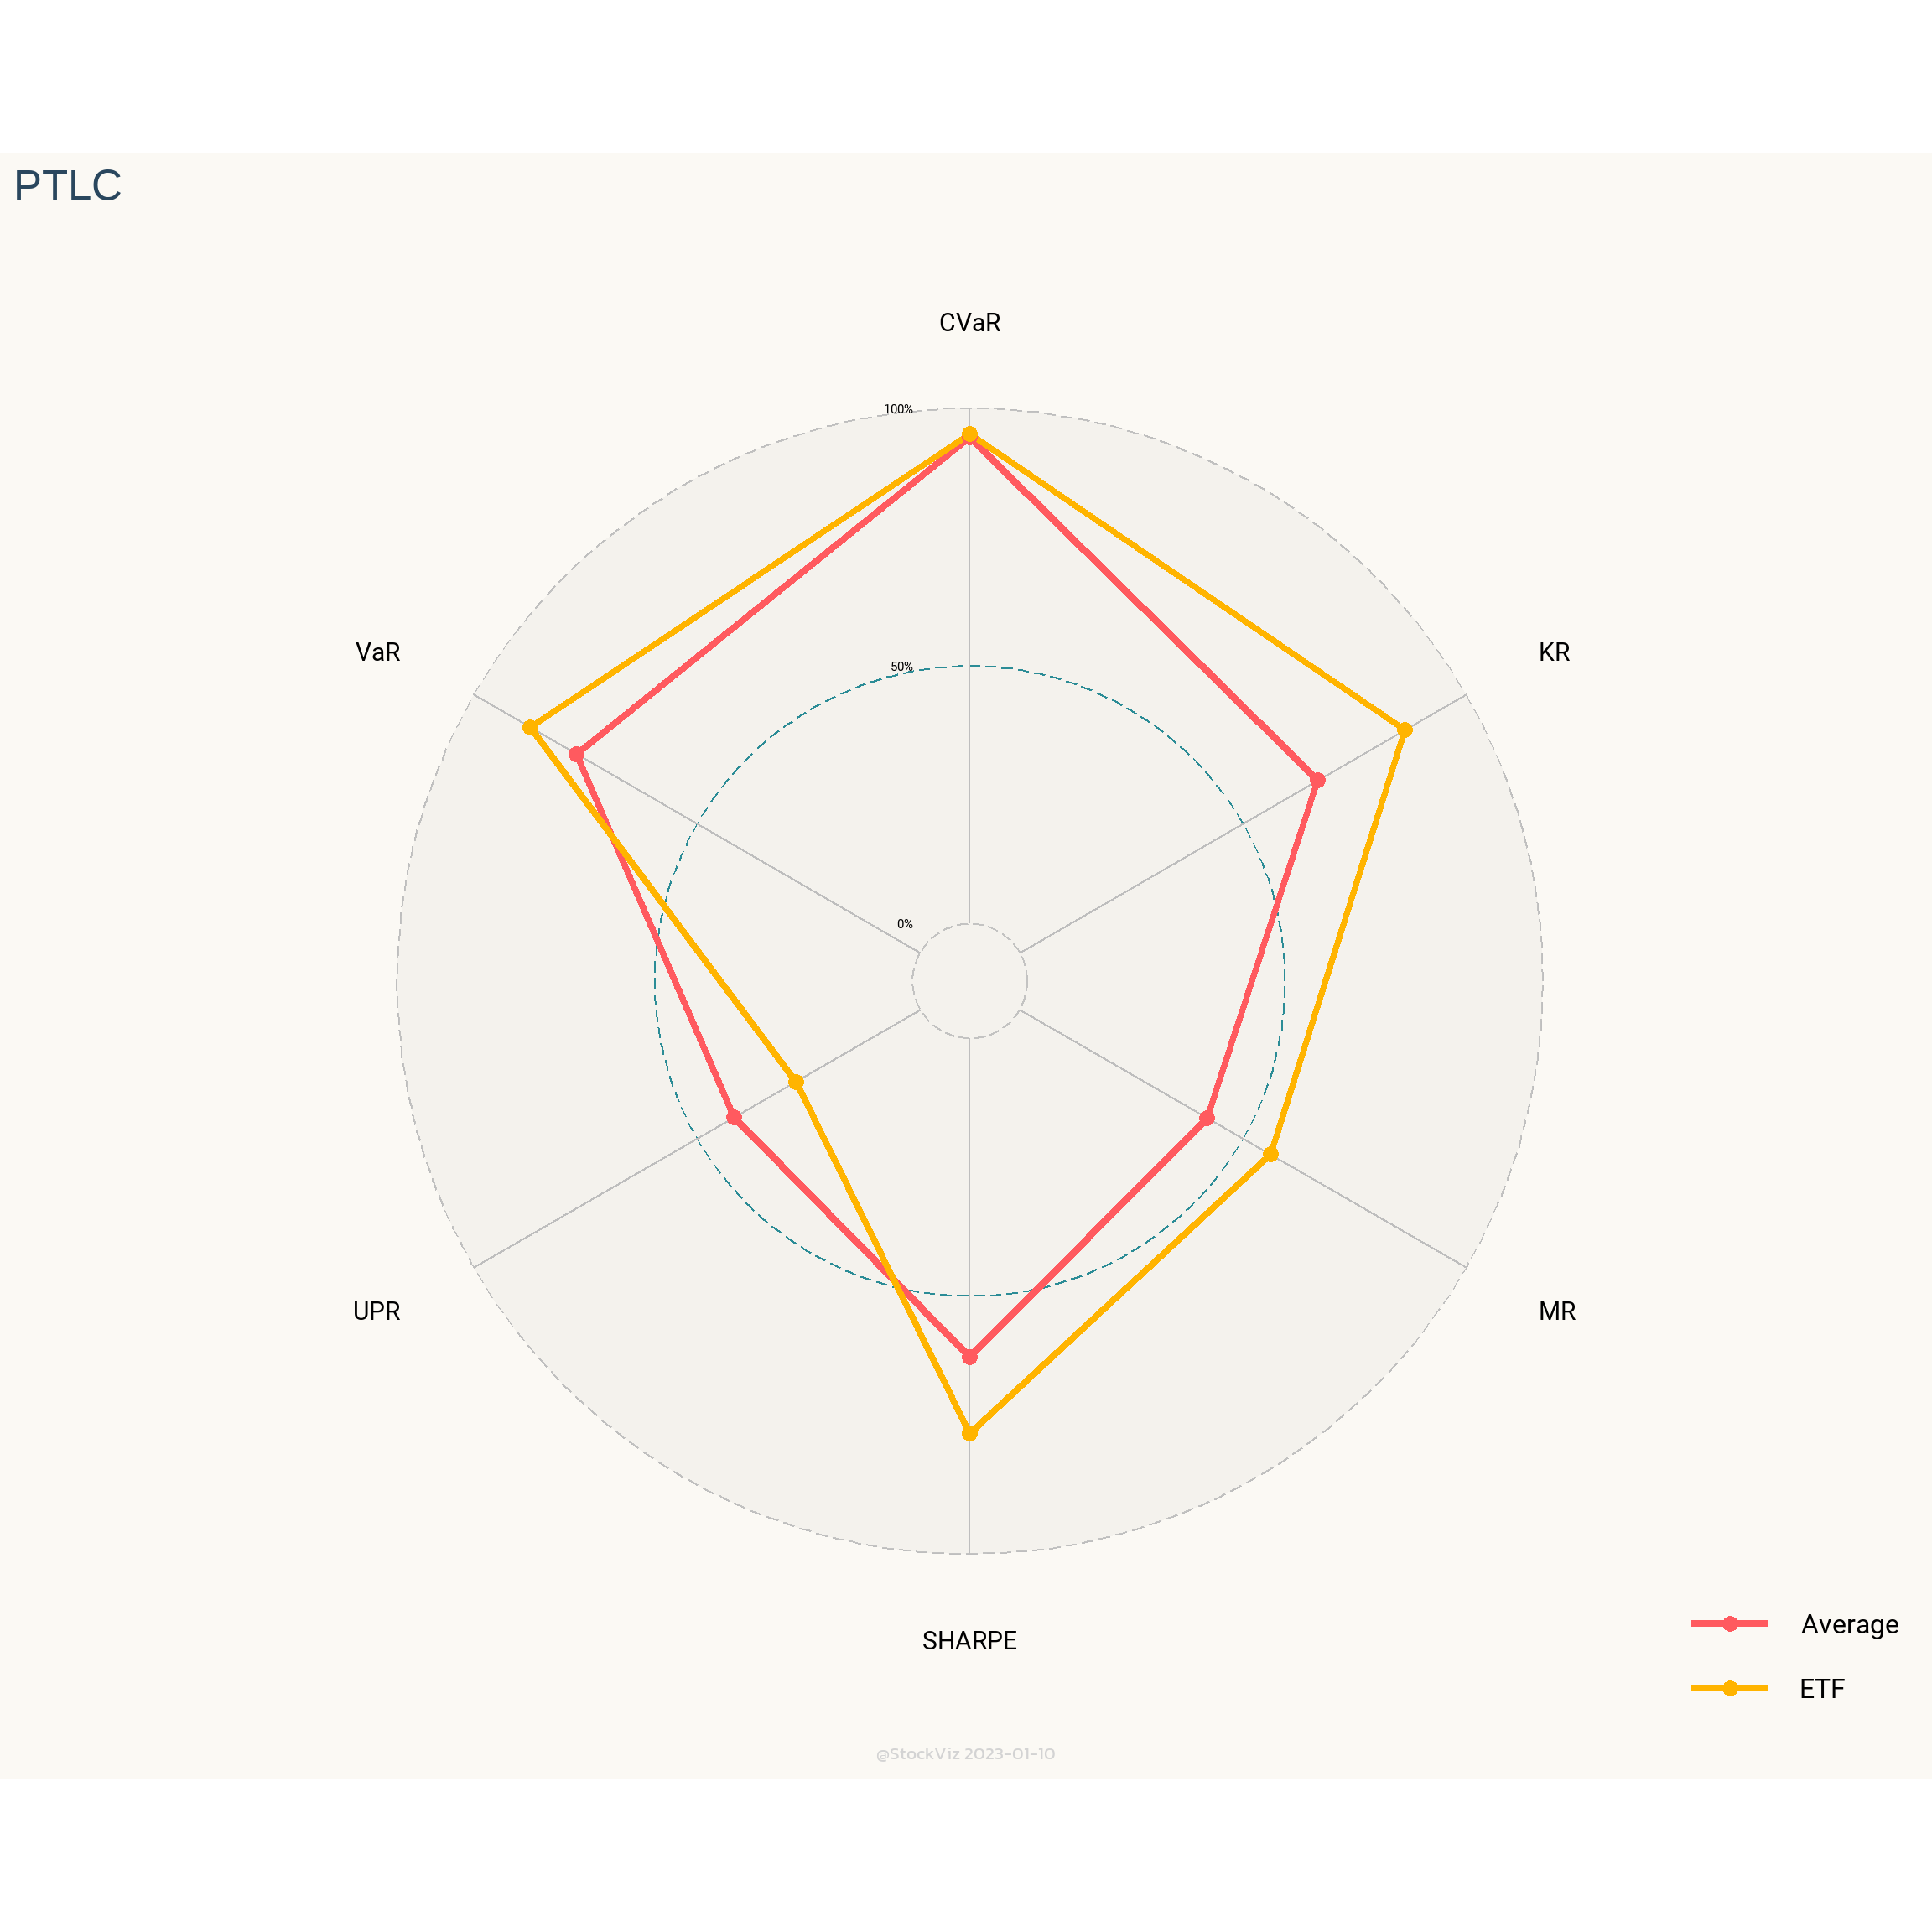 PTLC
CVaR
100%
VaR
KR
50%
0%
UPR
MR
SHARPE
Average
ETF
@StockViz 2023-01-10